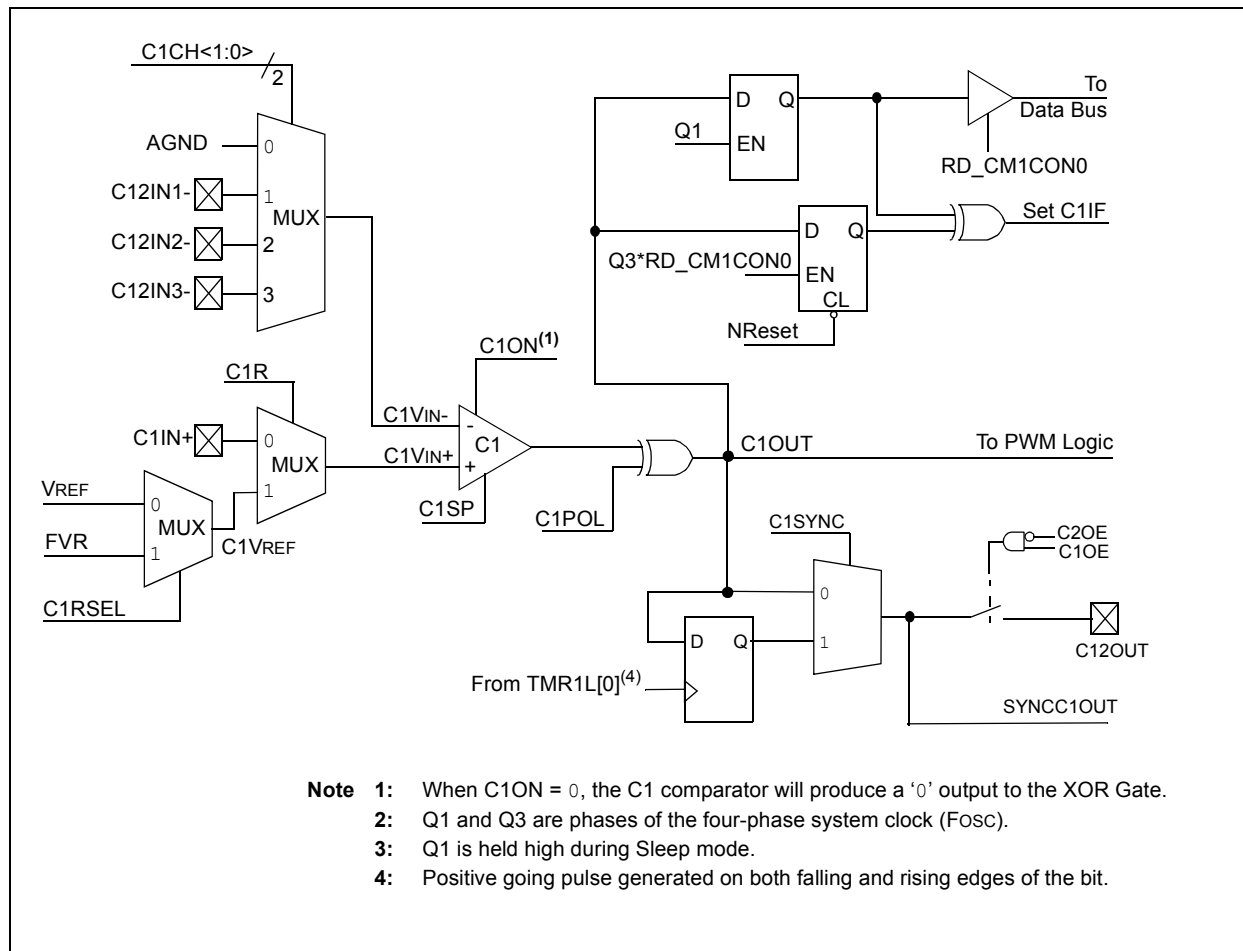 C1CH<1:0>
2
AGND
0
C12IN1-
1
MUX
C12IN2-
2
C12IN3-
3
D Q
Q1
EN
To
Data Bus
RD_CM1CON0
D Q
Q3*RD_CM1CON0
EN
CL
NReset
Set C1IF
C1ON(1)
C1R
C1IN+
0
MUX
1
VREF
0
MUX
FVR
1
C1VREF
C1RSEL
C1VIN-
-
C1
C1VIN+
+
C1SP
C1POL
C1OUT
To PWM Logic
C1SYNC
0
1
D Q
From TMR1L[0](4)
C2OE
C1OE
C12OUT
SYNCC1OUT
Note 1: When C1ON = 0, the C1 comparator will produce a ‘0’ output to the XOR Gate.
2: Q1 and Q3 are phases of the four-phase system clock (FOSC).
3: Q1 is held high during Sleep mode.
4: Positive going pulse generated on both falling and rising edges of the bit.